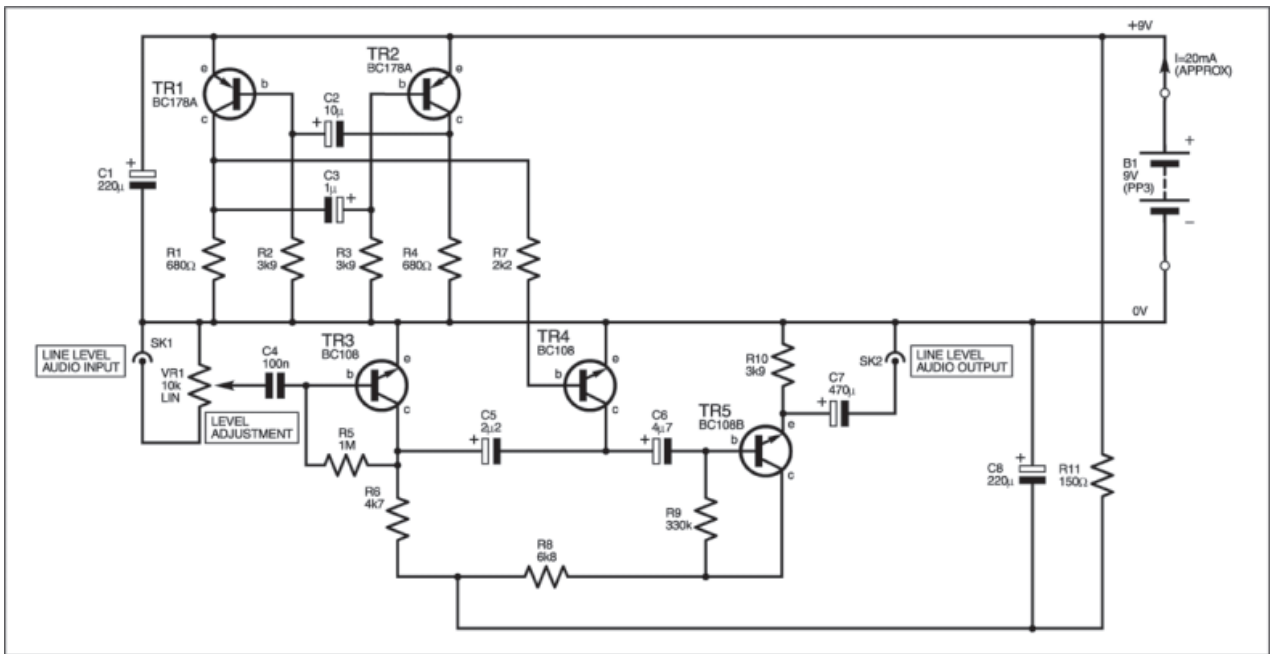 +9V
I=20mA
(APPROX)
TR1
BC178A
e
b
c
TR2
BC178A
e
b
c
C2
10µ
+
C1
220µ
+
C3
1µ
+
B1
9V
(PP3)
+
−
R1
680Ω
R2
3k9
R3
3k9
R4
680Ω
R7
2k2
0V
LINE LEVEL
AUDIO INPUT
SK1
VR1
10k
LIN
C4
100n
LEVEL
ADJUSTMENT
TR3
BC108
e
b
c
TR4
BC108
e
b
c
R10
3k9
SK2
LINE LEVEL
AUDIO OUTPUT
C7
470µ
+
R5
1M
C5
2µ2
+
C6
4µ7
+
TR5
BC108B
e
b
c
R6
4k7
R9
330k
R8
6k8
C8
220µ
+
R11
150Ω